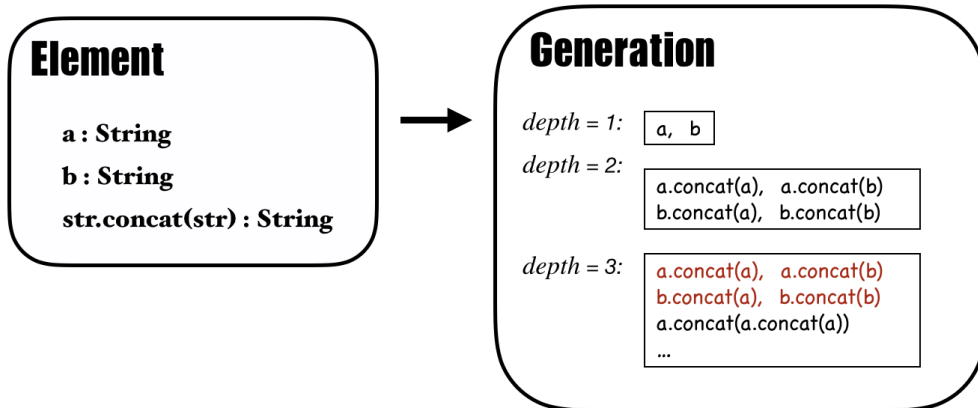 Element
a : String
b : String
str.concat(str) : String
Generation
depth = 1:
a, b
depth = 2:
a.concat(a), a.concat(b)
b.concat(a), b.concat(b)
depth = 3:
a.concat(a), a.concat(b)
b.concat(a), b.concat(b)
a.concat(a.concat(a))
...